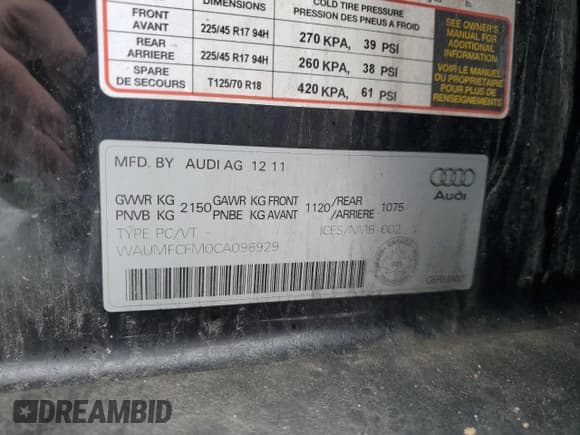 DIMENSIONS
COLD TIRE PRESSURE
PRESSION DES PNEUS A FROID
FRONT
AVANT
225/45 R17 94H
270 KPA, 39 PSI
REAR
ARRIERE
225/45 R17 94H
260 KPA, 38 PSI
SPARE
DE SECOURS
T125/70 R18
420 KPA, 61 PSI
SEE OWNER'S
MANUAL FOR
ADDITIONAL
INFORMATION
VOIR LE MANUEL
DU PROPRIETAIRE
POUR PLUS DE
RENSEIGNEMENTS
MFD. BY AUDI AG 12 11
GVWR KG
PNVB KG
2150
GAWR KG FRONT
PNBE KG AVANT
1120
/REAR
/ARRIERE
1075
TYPE PC/VT
ICES/NMB-002
WAUMFCFM0CA096929
Audi
GERMANY
DREAMBID